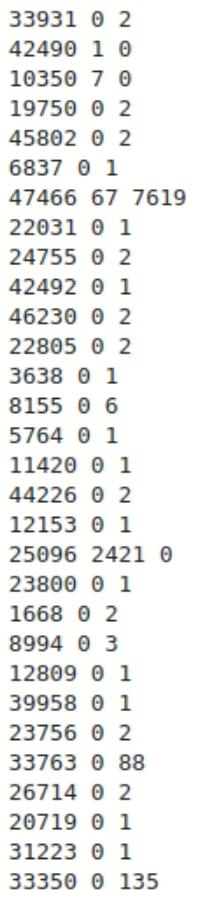 33931 0 2
42490 1 0
10350 7 0
19750 0 2
45802 0 2
6837 0 1
47466 67 7619
22031 0 1
24755 0 2
42492 0 1
46230 0 2
22805 0 2
3638 0 1
8155 0 6
5764 0 1
11420 0 1
44226 0 2
12153 0 1
25096 2421 0
23800 0 1
1668 0 2
8994 0 3
12809 0 1
39958 0 1
23756 0 2
33763 0 88
26714 0 2
20719 0 1
31223 0 1
33350 0 135